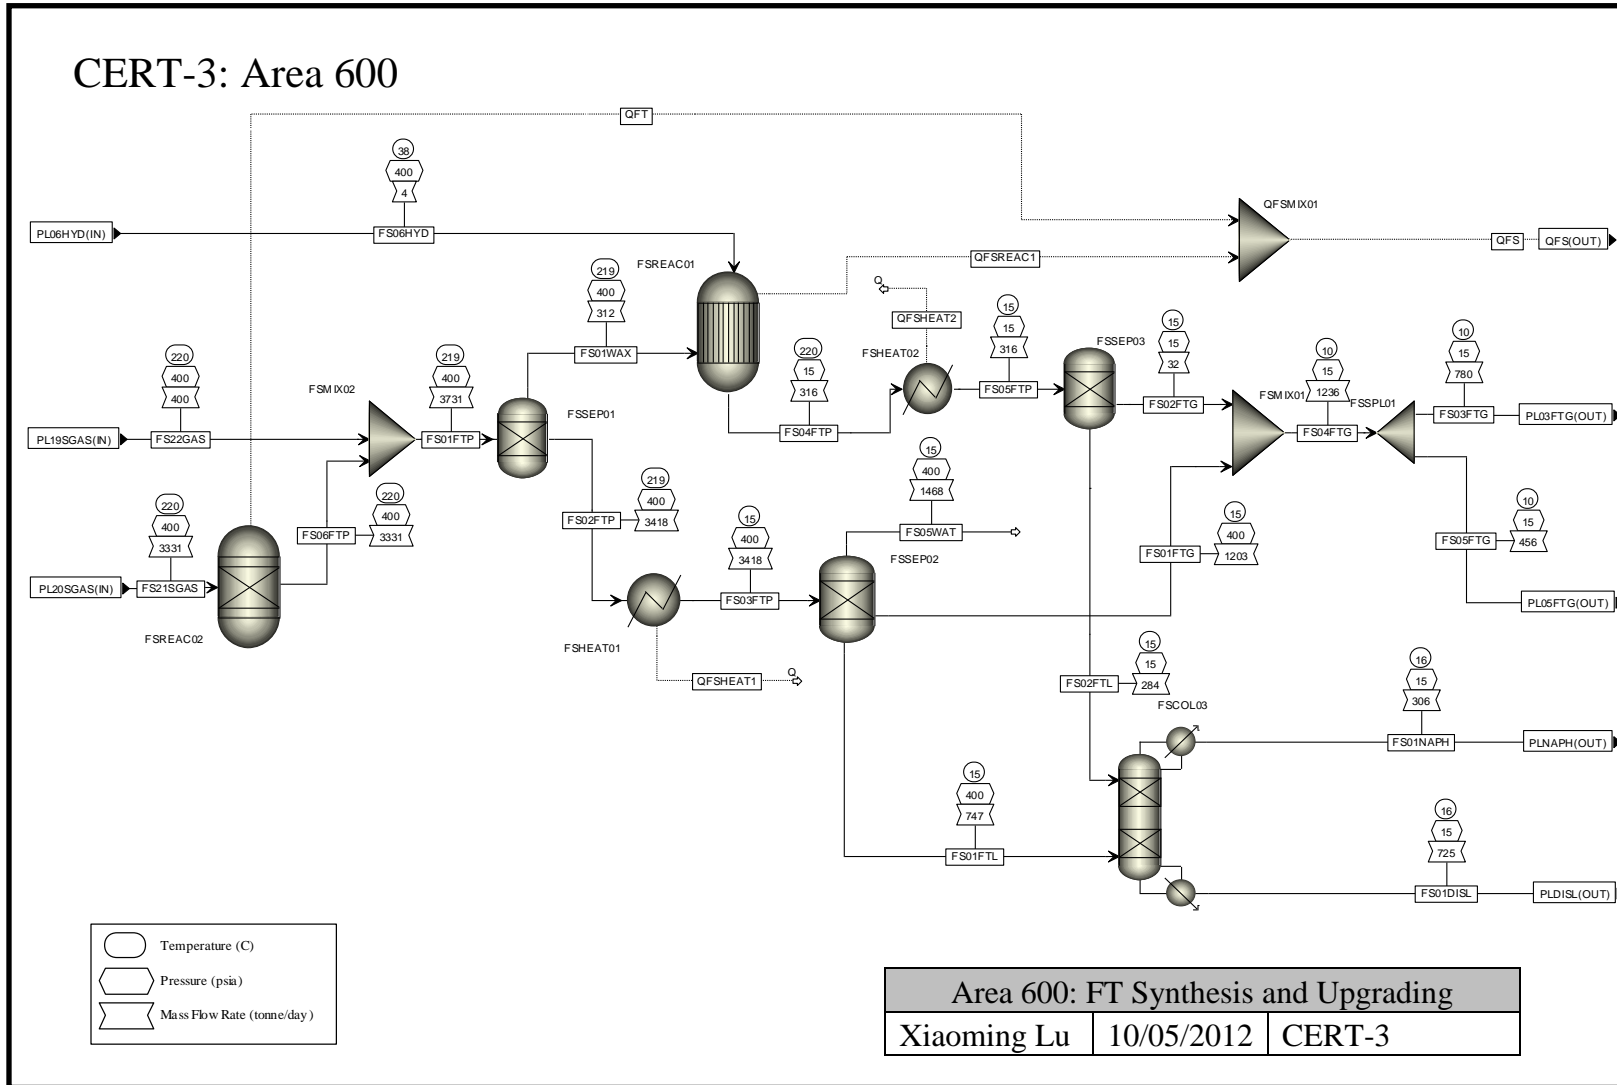 CERT-3: Area 600
QFT
38
400
4
PL06HYD(IN)
FS06HYD
QFSMIX01
QFS
QFS(OUT)
FSREAC01
QFSREAC1
219
400
312
FS01WAX
Q
QFSHEAT2
15
15
316
FS05FTP
FSHEAT02
FSSEP03
15
15
32
FS02FTG
10
15
1236
FS04FTG
10
15
780
FS03FTG
PL03FTG(OUT)
220
400
400
PL19SGAS(IN)
FS22GAS
FSMIX02
219
400
3731
FS01FTP
FSSEP01
220
15
316
FS04FTP
FSMIX01
FSSPL01
220
400
3331
PL20SGAS(IN)
FS21SGAS
FSREAC02
FS06FTP
220
400
3331
FS02FTP
219
400
3418
15
400
3418
FS03FTP
FSHEAT01
QFSHEAT1
Q
15
400
1468
FS05WAT
FSSEP02
FS01FTG
15
400
1203
FS05FTG
10
15
456
PL05FTG(OUT)
FS02FTL
15
15
284
FSCOL03
16
15
306
FS01NAPH
PLNAPH(OUT)
15
400
747
FS01FTL
16
15
725
FS01DISL
PLDISL(OUT)
Temperature (C)
Pressure (psia)
Mass Flow Rate (tonne/day)
Area 600: FT Synthesis and Upgrading
Xiaoming Lu 10/05/2012 CERT-3